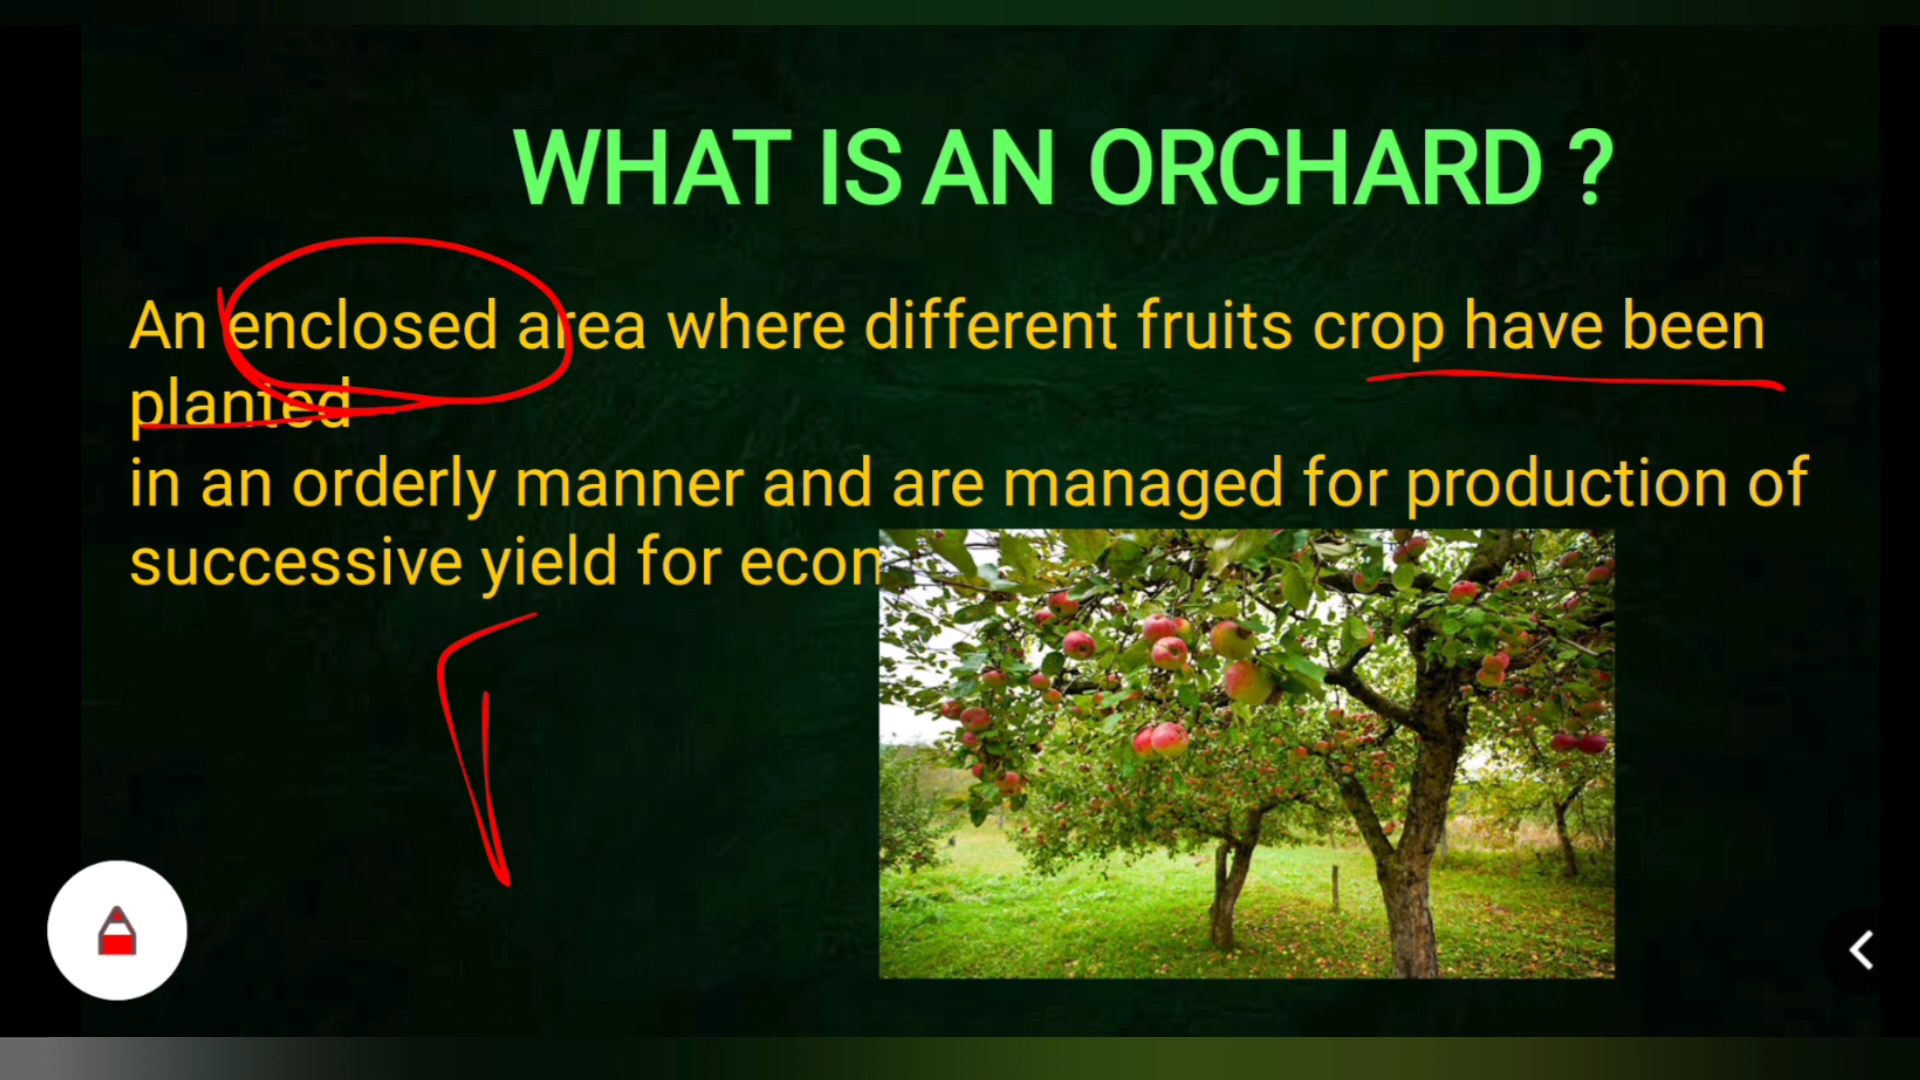 WHAT IS AN ORCHARD ?
An enclosed area where different fruits crop have been
planted
in an orderly manner and are managed for production of
successive yield for econ